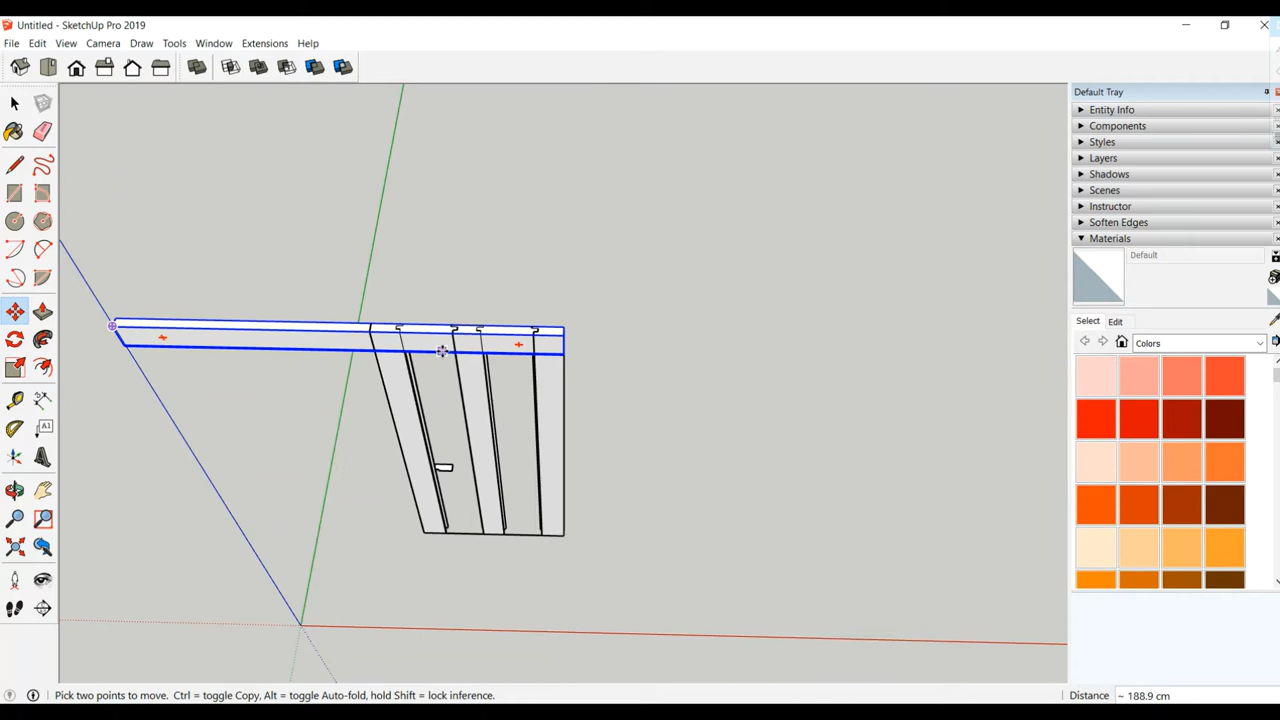 Untitled - SketchUp Pro 2019
File Edit View Camera Draw Tools Window Extensions Help
Default Tray
Entity Info
Components
Styles
Layers
Shadows
Scenes
Instructor
Soften Edges
Materials
Default
Select Edit
Colors
A1
Pick two points to move. Ctrl = toggle Copy, Alt = toggle Auto-fold, hold Shift = lock inference.
Distance ~ 188.9 cm